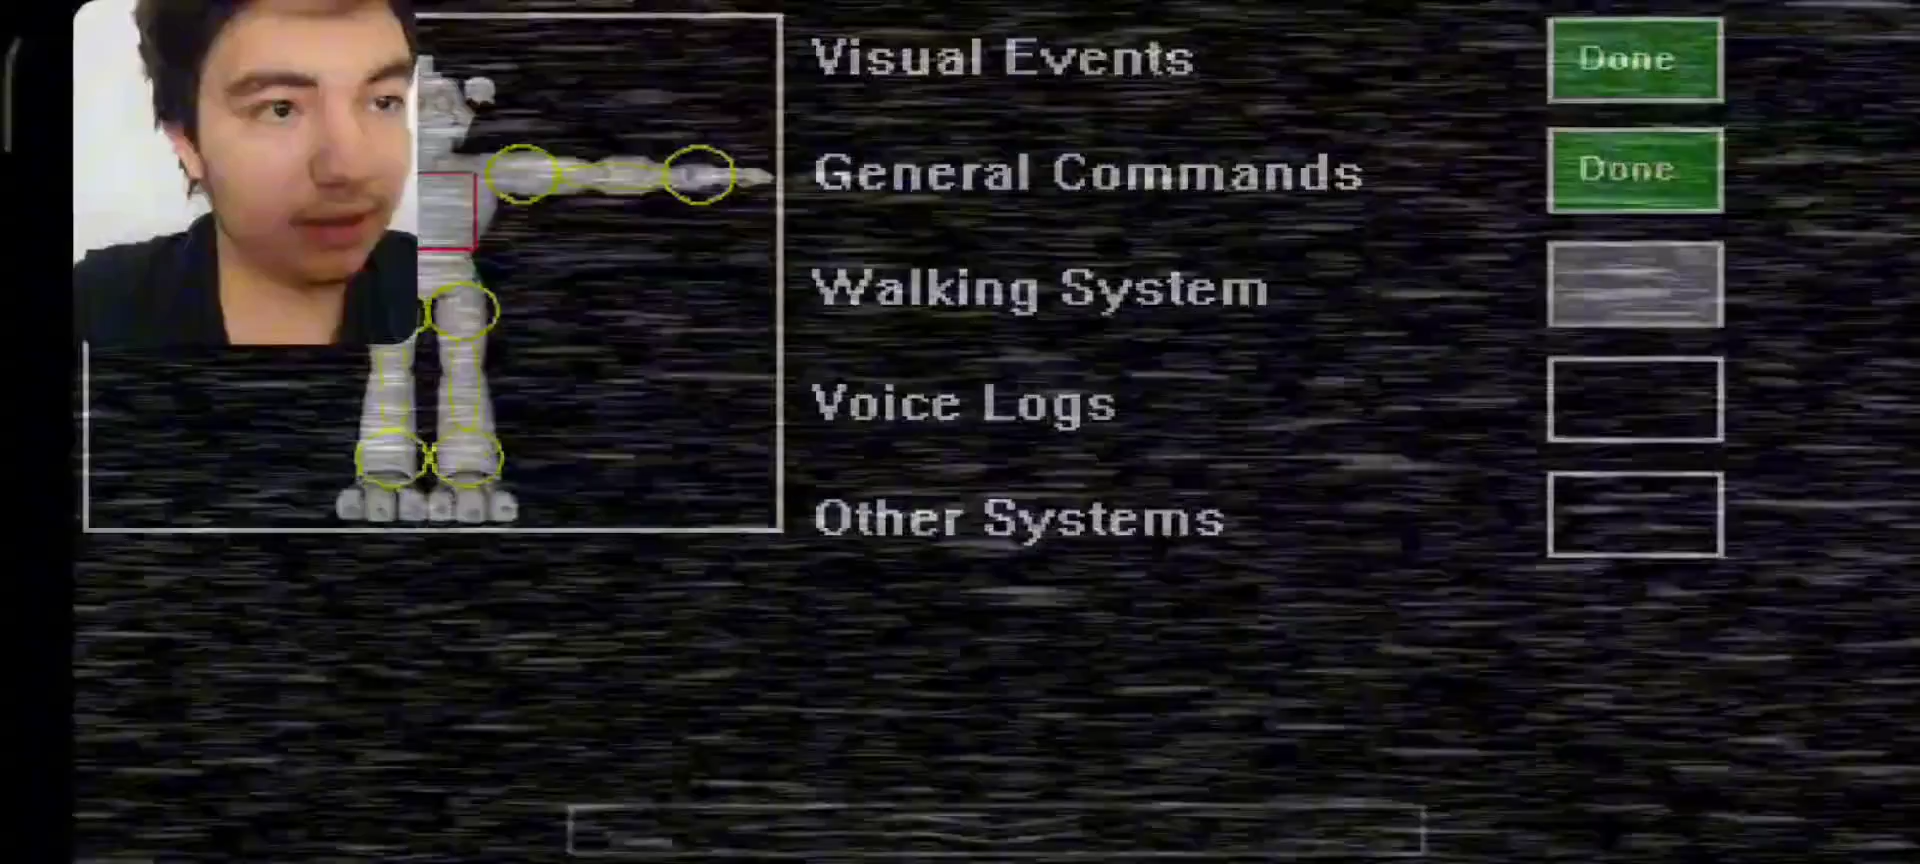 Visual Events
Done
General Commands
Done
Walking System
Voice Logs
Other Systems